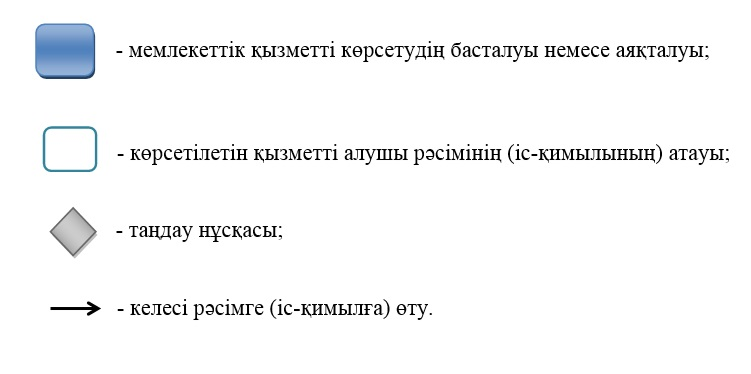 - мемлекеттік қызметті көрсетудің басталуы немесе аяқталуы;
- көрсетілетін қызметті алушы рәсімінің (іс-қимылының) атауы;
- таңдау нұсқасы;
- келесі рәсімге (іс-қимылға) өту.